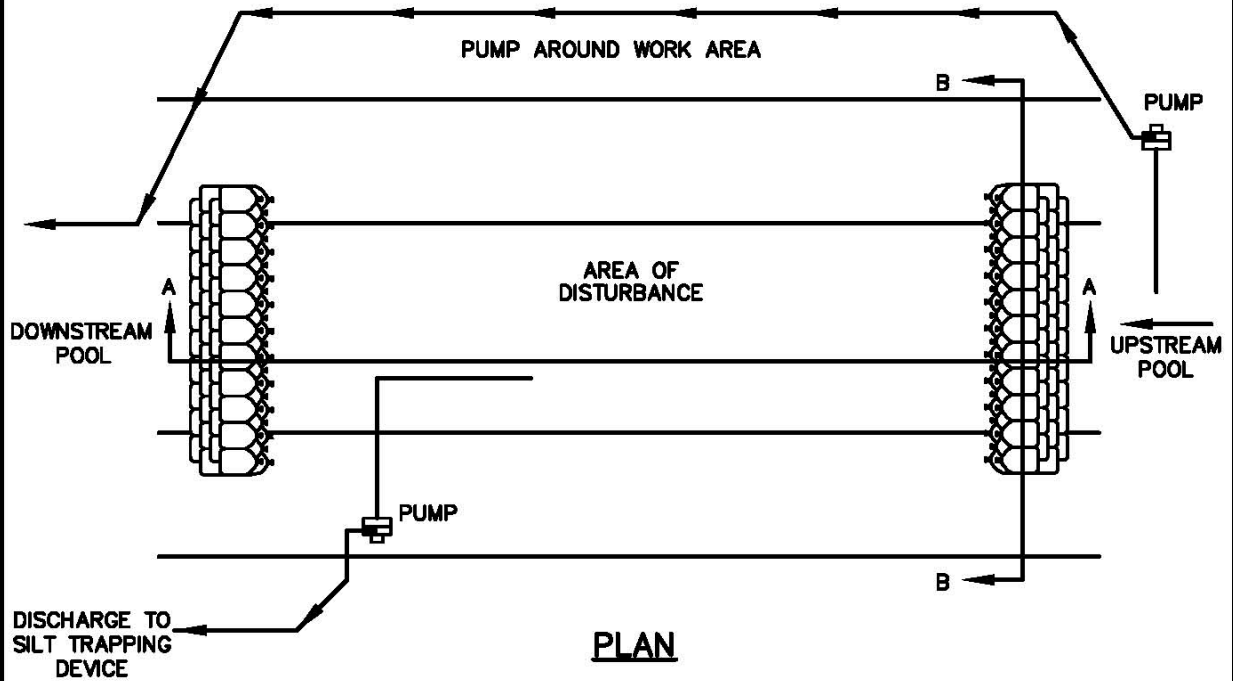 PUMP AROUND WORK AREA
B
PUMP
AREA OF
DISTURBANCE
A
A
DOWNSTREAM
POOL
UPSTREAM
POOL
PUMP
B
DISCHARGE TO
SILT TRAPPING
DEVICE
PLAN